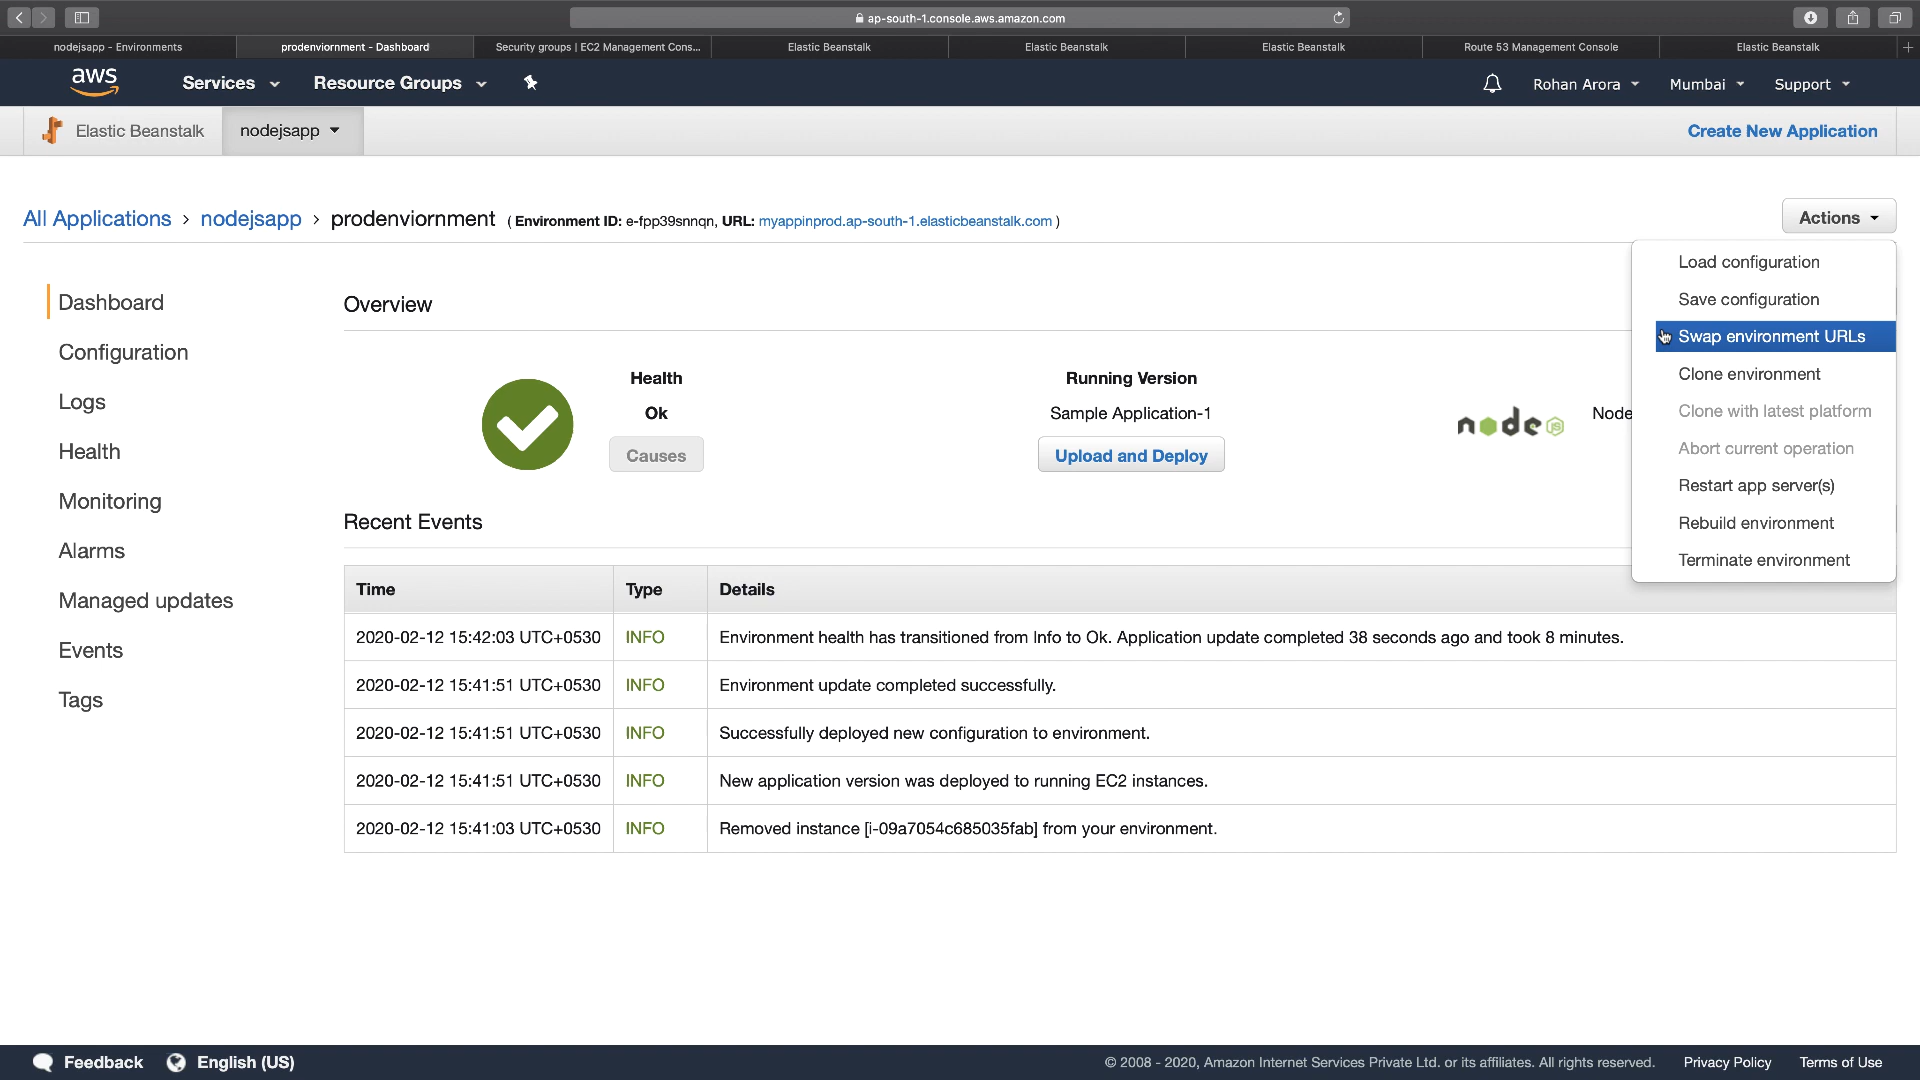 ap-south-1.console.aws.amazon.com
nodejsapp - Environments
prodenviornment - Dashboard
Security groups | EC2 Management Cons...
Elastic Beanstalk
Elastic Beanstalk
Elastic Beanstalk
Route 53 Management Console
Elastic Beanstalk
aws
Services
Resource Groups
Rohan Arora
Mumbai
Support
Elastic Beanstalk
nodejsapp
Create New Application
All Applications > nodejsapp > prodenviornment ( Environment ID: e-fpp39snnqn, URL: myappinprod.ap-south-1.elasticbeanstalk.com )
Actions
Load configuration
Save configuration
Swap environment URLs
Clone environment
Clone with latest platform
Abort current operation
Restart app server(s)
Rebuild environment
Terminate environment
Dashboard
Configuration
Logs
Health
Monitoring
Alarms
Managed updates
Events
Tags
Overview
Health
Ok
Causes
Running Version
Sample Application-1
Upload and Deploy
node JS
Node
Recent Events
Time Type Details
2020-02-12 15:42:03 UTC+0530 INFO Environment health has transitioned from Info to Ok. Application update completed 38 seconds ago and took 8 minutes.
2020-02-12 15:41:51 UTC+0530 INFO Environment update completed successfully.
2020-02-12 15:41:51 UTC+0530 INFO Successfully deployed new configuration to environment.
2020-02-12 15:41:51 UTC+0530 INFO New application version was deployed to running EC2 instances.
2020-02-12 15:41:03 UTC+0530 INFO Removed instance [i-09a7054c685035fab] from your environment.
Feedback
English (US)
© 2008 - 2020, Amazon Internet Services Private Ltd. or its affiliates. All rights reserved.
Privacy Policy
Terms of Use